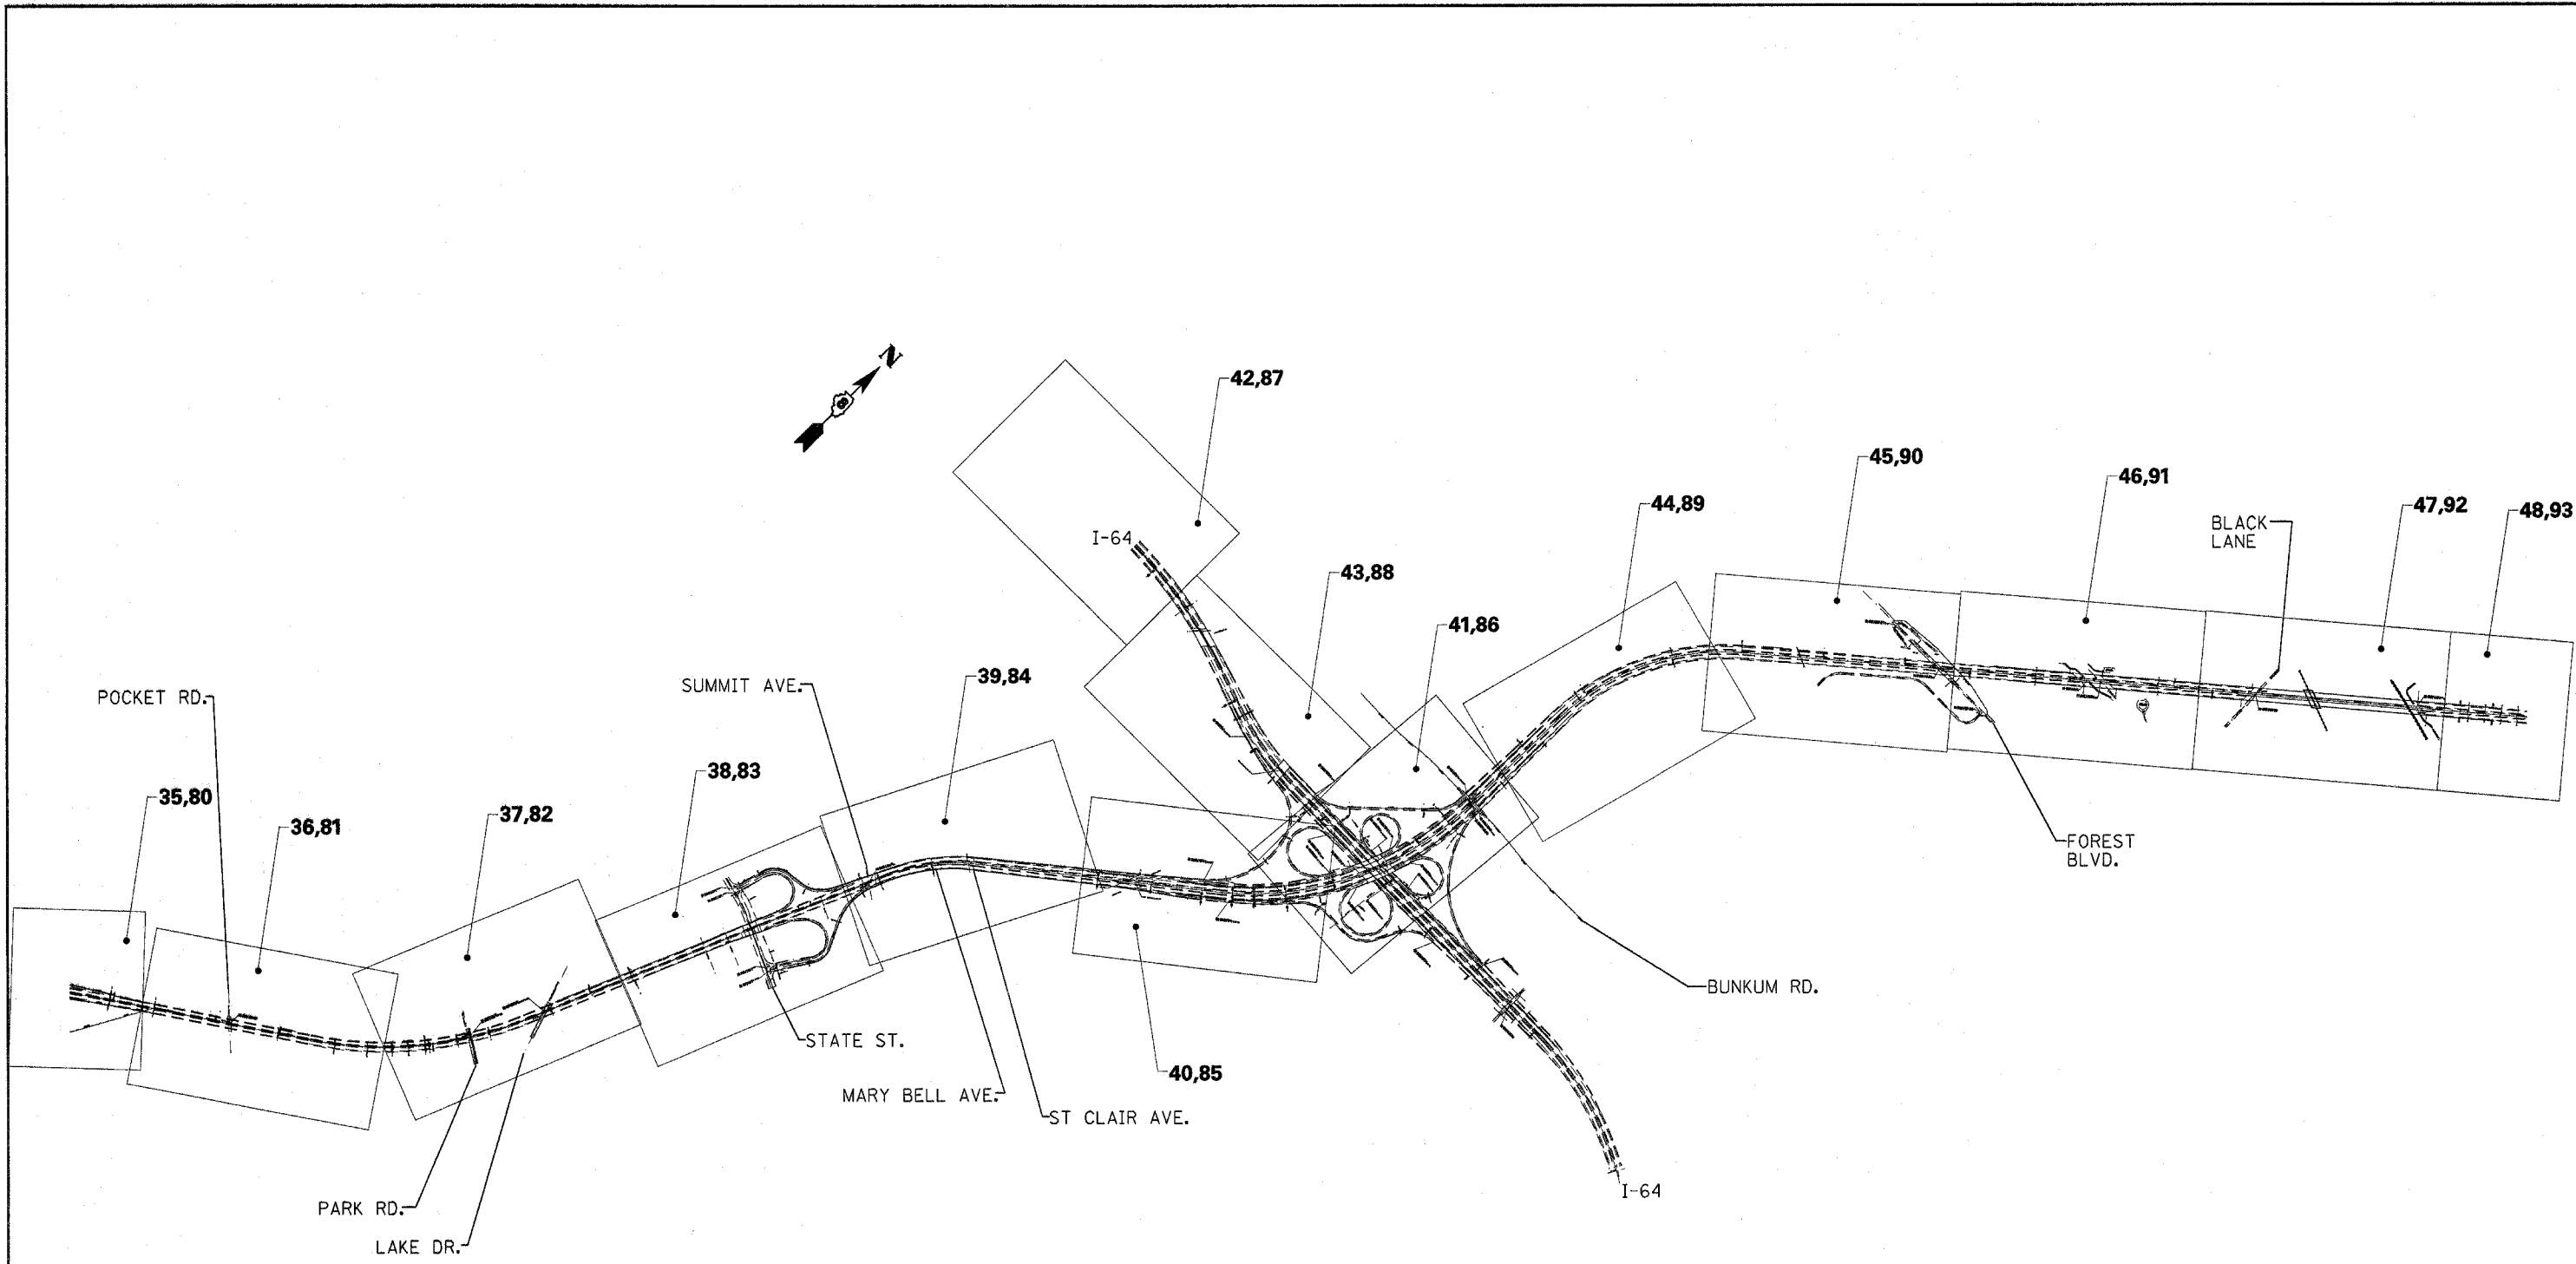 N
42,87
45,90
46,91
44,89
47,92
48,93
BLACK
LANE
I-64
43,88
41,86
SUMMIT AVE.
39,84
POCKET RD.
38,83
35,80
36,81
37,82
FOREST
BLVD.
BUNKUM RD.
STATE ST.
40,85
MARY BELL AVE.
ST CLAIR AVE.
I-64
PARK RD.
LAKE DR.